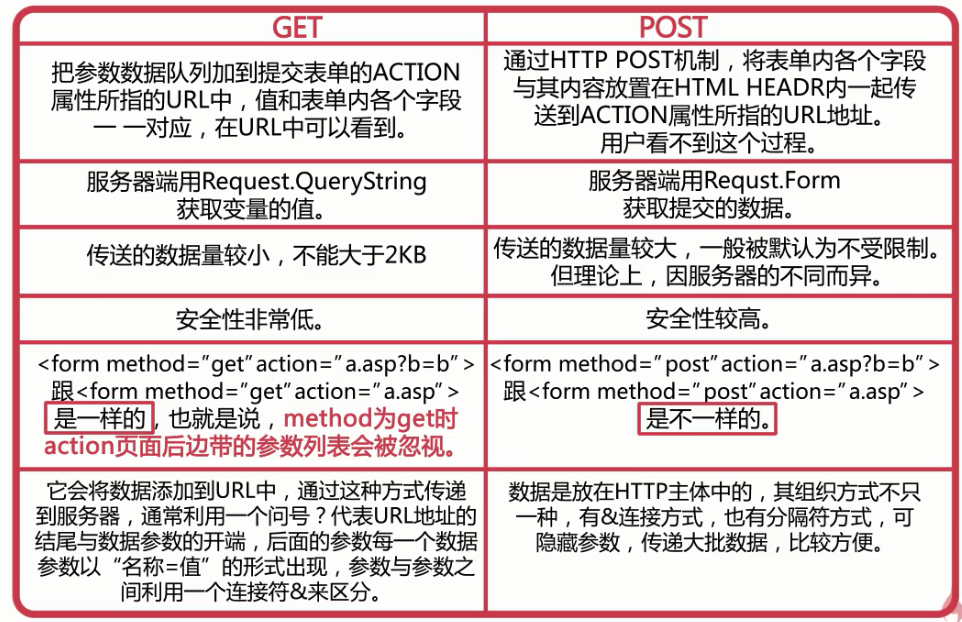 GET
POST
把参数数据队列加到提交表单的ACTION
属性所指的URL中，值和表单内各个字段
一 一对应，在URL中可以看到。
通过HTTP POST机制，将表单内各个字段
与其内容放置在HTML HEADR内一起传
送到ACTION属性所指的URL地址。
用户看不到这个过程。
服务器端用Request.QueryString
获取变量的值。
服务器端用Requst.Form
获取提交的数据。
传送的数据量较小，不能大于2KB
传送的数据量较大，一般被默认为不受限制。
但理论上，因服务器的不同而异。
安全性非常低。
安全性较高。
<form method=”get”action=”a.asp?b=b”>
跟<form method=”get”action=”a.asp”>
是一样的，也就是说，method为get时
action页面后边带的参数列表会被忽视。
<form method=”post”action=”a.asp?b=b”>
跟<form method=”post”action=”a.asp”>
是不一样的。
它会将数据添加到URL中，通过这种方式传递
到服务器，通常利用一个问号？代表URL地址的
结尾与数据参数的开端，后面的参数每一个数据
参数以“名称=值”的形式出现，参数与参数之
间利用一个连接符&来区分。
数据是放在HTTP主体中的，其组织方式不只
一种，有&连接方式，也有分隔符方式，可
隐藏参数，传递大批数据，比较方便。